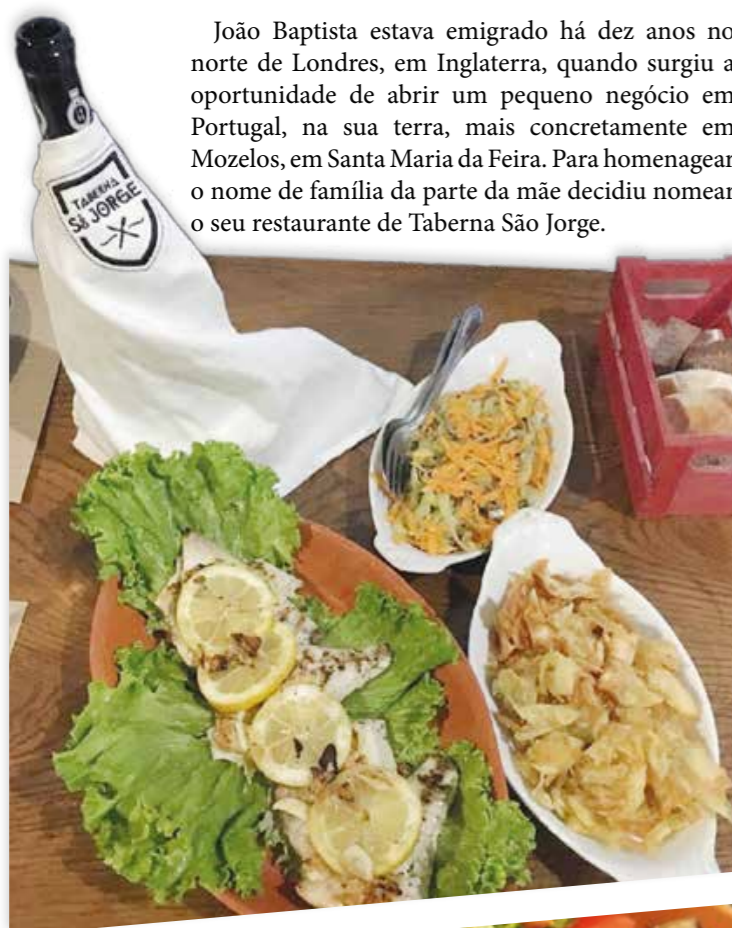 João Baptista estava emigrado há dez anos no
norte de Londres, em Inglaterra, quando surgiu a
oportunidade de abrir um pequeno negócio em
Portugal, na sua terra, mais concretamente em
Mozelos, em Santa Maria da Feira. Para homenagear
o nome de família da parte da mãe decidiu nomear
o seu restaurante de Taberna São Jorge.
TABERNA
São JORGE